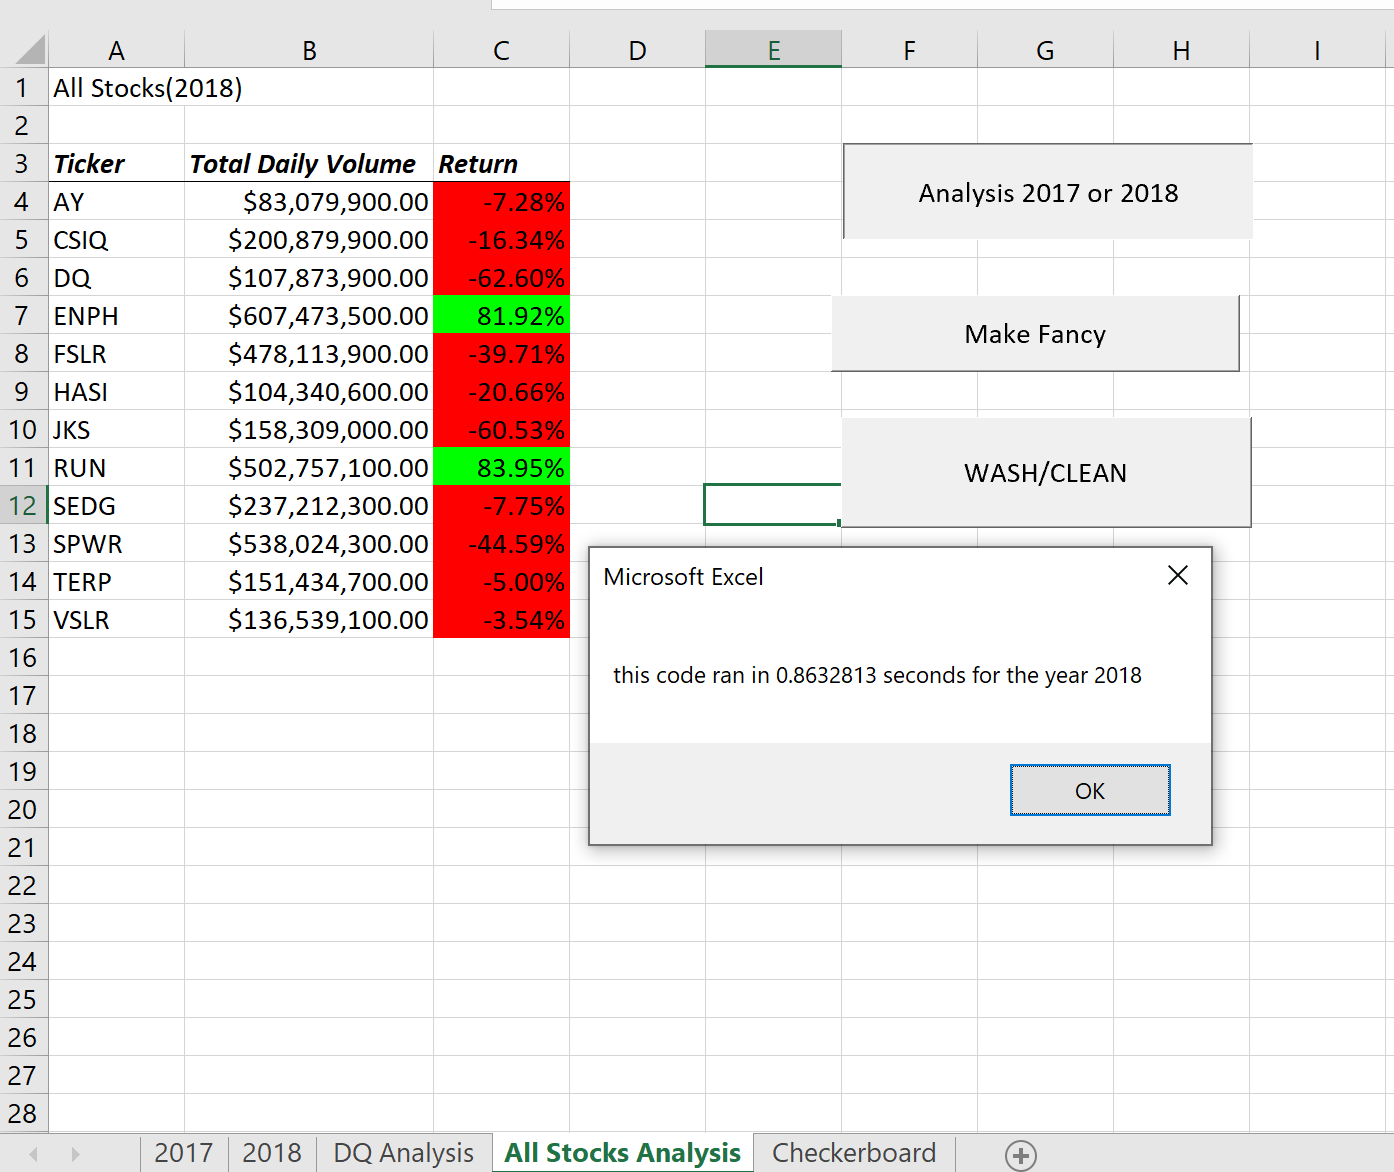 A B C D E F G H I
1 All Stocks(2018)
2
3 Ticker Total Daily Volume Return
4 AY $83,079,900.00 -7.28%
5 CSIQ $200,879,900.00 -16.34%
6 DQ $107,873,900.00 -62.60%
7 ENPH $607,473,500.00 81.92%
8 FSLR $478,113,900.00 -39.71%
9 HASI $104,340,600.00 -20.66%
10 JKS $158,309,000.00 -60.53%
11 RUN $502,757,100.00 83.95%
12 SEDG $237,212,300.00 -7.75%
13 SPWR $538,024,300.00 -44.59%
14 TERP $151,434,700.00 -5.00%
15 VSLR $136,539,100.00 -3.54%
16
17
18
19
20
21
22
23
24
25
26
27
28
Analysis 2017 or 2018
Make Fancy
WASH/CLEAN
Microsoft Excel
this code ran in 0.8632813 seconds for the year 2018
OK
2017 2018 DQ Analysis All Stocks Analysis Checkerboard